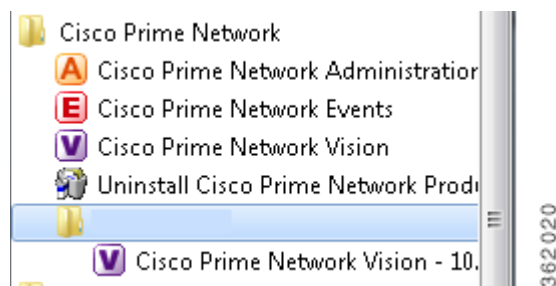 Cisco Prime Network
A Cisco Prime Network Administration
E Cisco Prime Network Events
V Cisco Prime Network Vision
Uninstall Cisco Prime Network Produ
V Cisco Prime Network Vision - 10.
362020